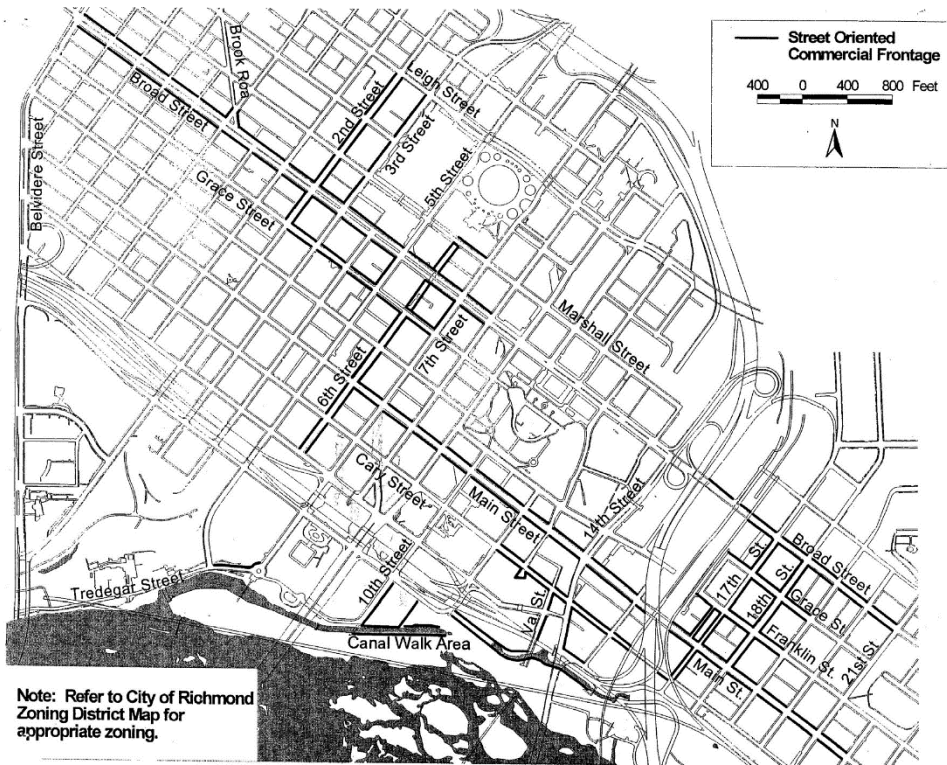 Street Oriented
Commercial Frontage
400 0 400 800 Feet
N
Brook Roa
Leigh Street
2nd Street
Broad Street
3rd Street
5th Street
Belvidere Street
Grace Street
Marshall Street
7th Street
6th Street
Cary Street
Main Street
14th Street
Broad Street
17th
St.
18th
St.
Grace St.
Franklin St.
21st St.
Tredegar Street
10th Street
Va St.
Canal Walk Area
Main St.
Note: Refer to City of Richmond
Zoning District Map for
appropriate zoning.